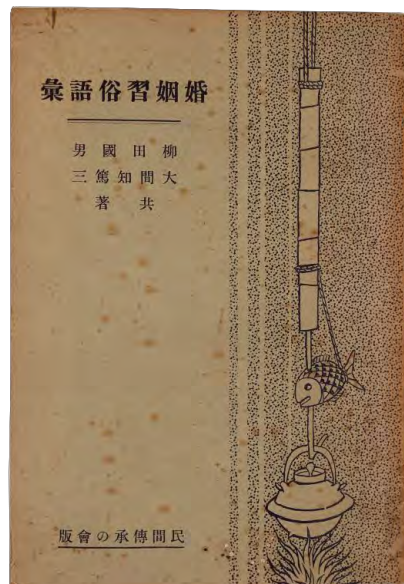 婚姻習俗語彙
柳田國男
大間知篤三
共著
民間傳承の會版